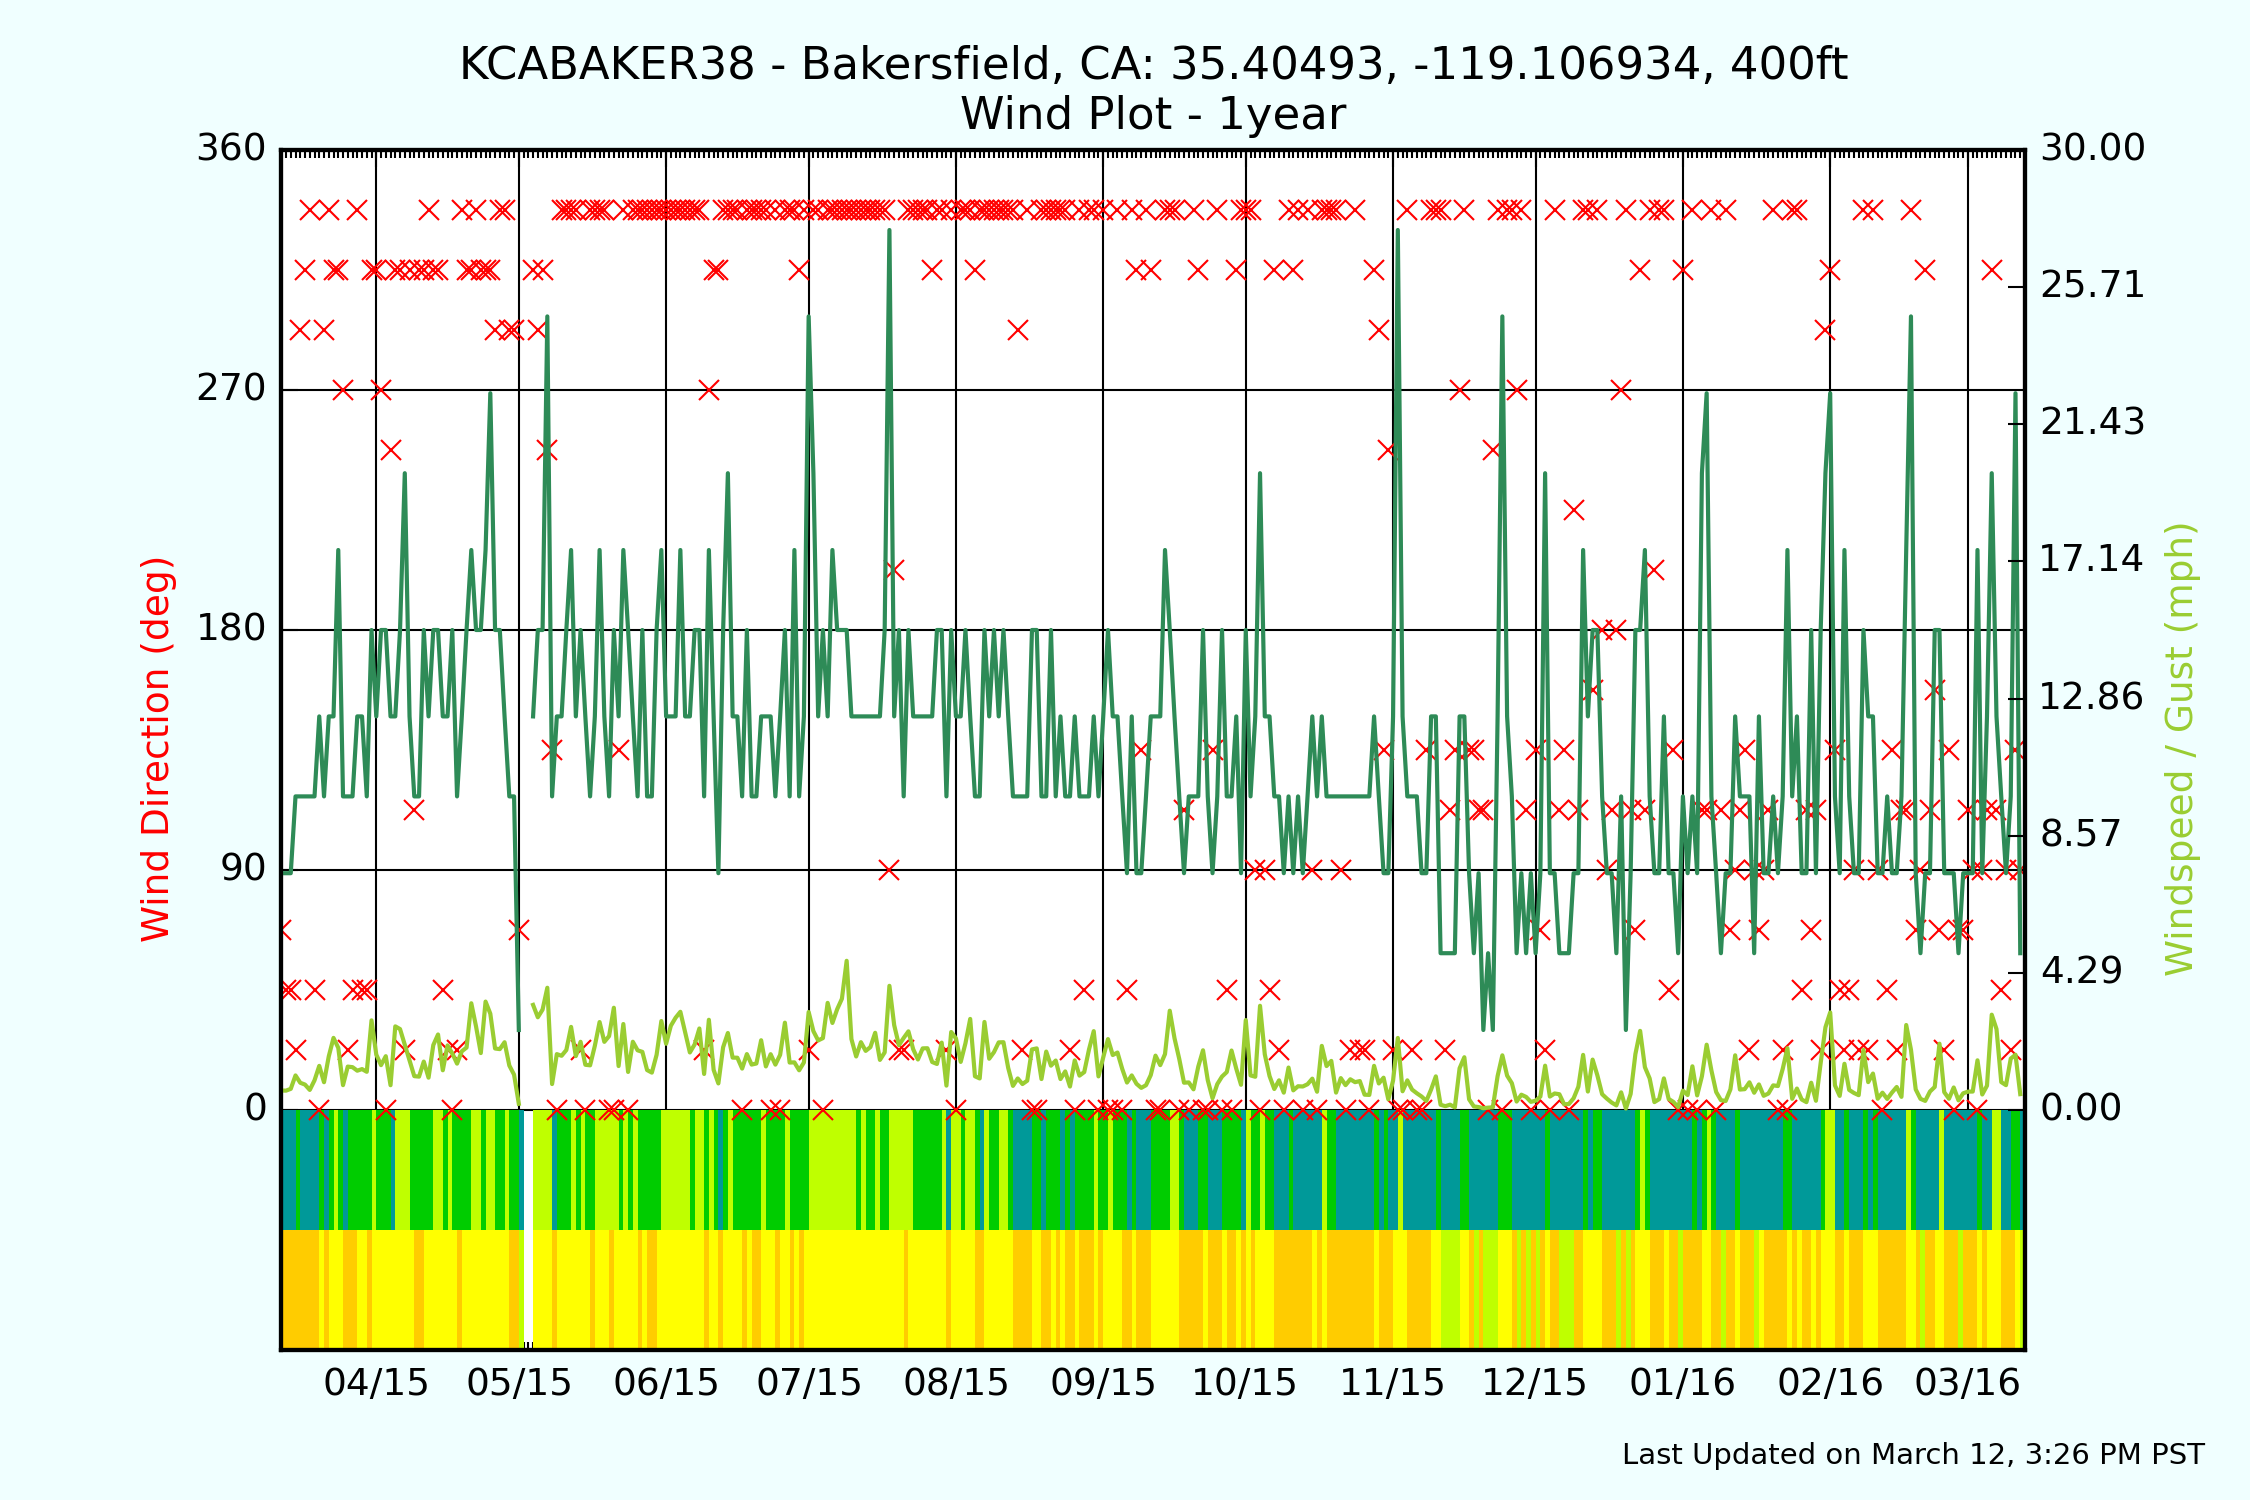 KCABAKER38 - Bakersfield, CA: 35.40493, -119.106934, 400ft
Wind Plot - 1year
360
270
180
90
0
Wind Direction (deg)
30.00
25.71
21.43
17.14
12.86
8.57
4.29
0.00
Windspeed / Gust (mph)
04/15 05/15 06/15 07/15 08/15 09/15 10/15 11/15 12/15 01/16 02/16 03/16
Last Updated on March 12, 3:26 PM PST